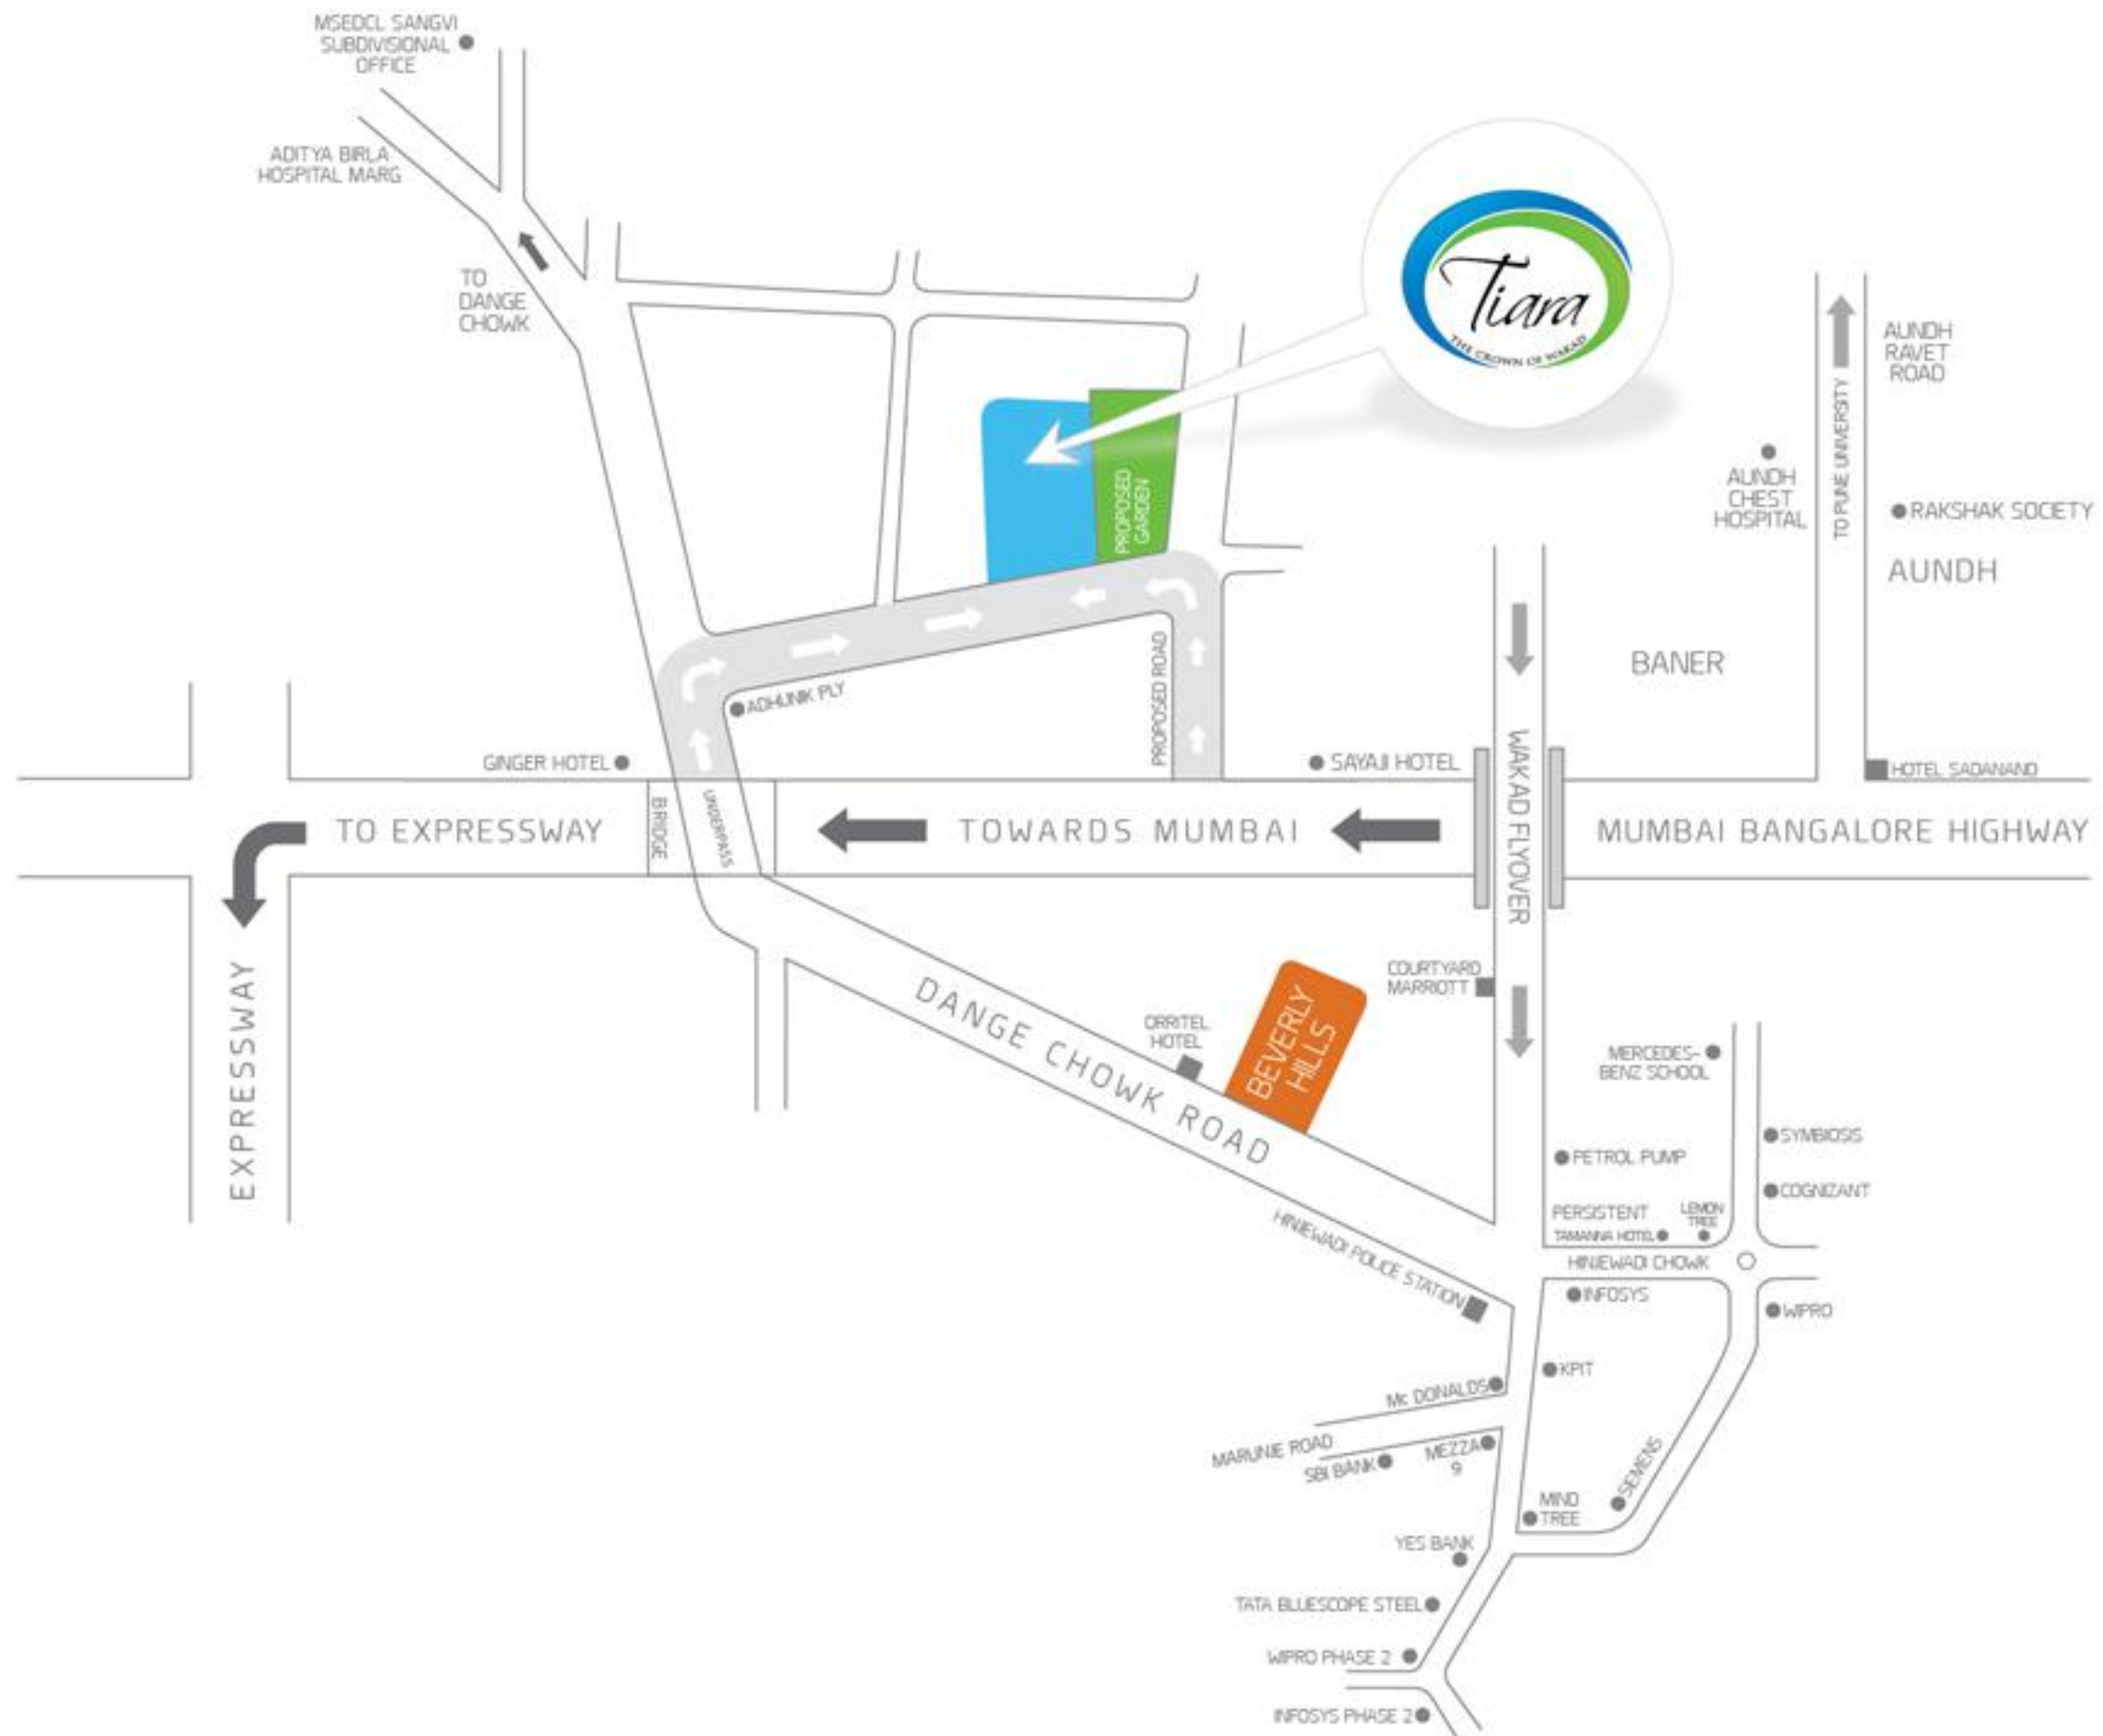 MSEDCL SANGVI
SUBDIVISIONAL
OFFICE
ADITYA BIRLA
HOSPITAL MARG
TO
DANGE
CHOWK
Tiara
THE CROWN OF WAKAD
PROPOSED
GARDEN
AUNDH
RAVET
ROAD
TO PUNE UNIVERSITY
AUNDH
CHEST
HOSPITAL
RAKSHAK SOCIETY
AUNDH
BANER
ADHUNIK PLY
PROPOSED ROAD
GINGER HOTEL
SAYAJI HOTEL
HOTEL SADANAND
TO EXPRESSWAY
BRIDGE
UNDERPASS
TOWARDS MUMBAI
WAKAD FLYOVER
MUMBAI BANGALORE HIGHWAY
EXPRESSWAY
DANGE CHOWK ROAD
ORRITEL
HOTEL
BEVERLY
HILLS
COURTYARD
MARRIOTT
MERCEDES-
BENZ SCHOOL
SYMBIOSIS
PETROL PUMP
COGNIZANT
PERSISTENT
LEMON
TREE
TAMANNA HOTEL
HINJEWADI CHOWK
HINJEWADI POLICE STATION
INFOSYS
WIPRO
KPIT
Mc DONALDS
MARUNJE ROAD
SBI BANK
MEZZA
9
SIEMENS
MIND
TREE
YES BANK
TATA BLUESCOPE STEEL
WIPRO PHASE 2
INFOSYS PHASE 2